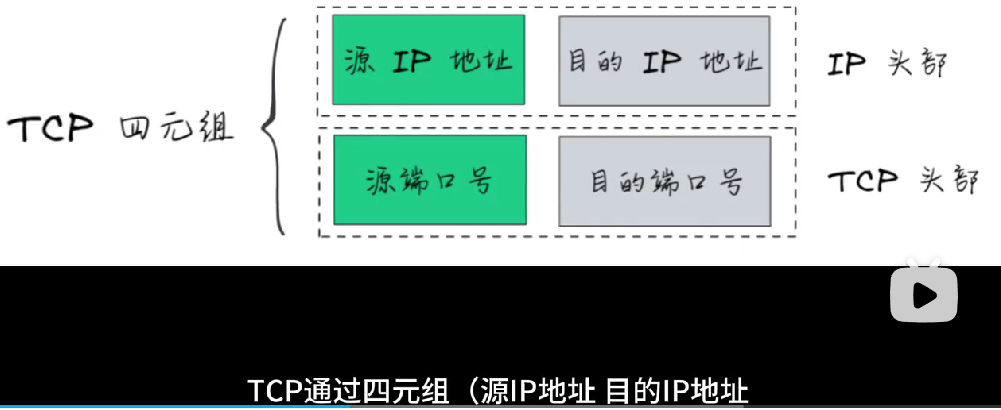 源 IP 地址 目的 IP 地址 IP 头部
TCP 四元组
源端口号 目的端口号 TCP 头部
TCP通过四元组（源IP地址 目的IP地址